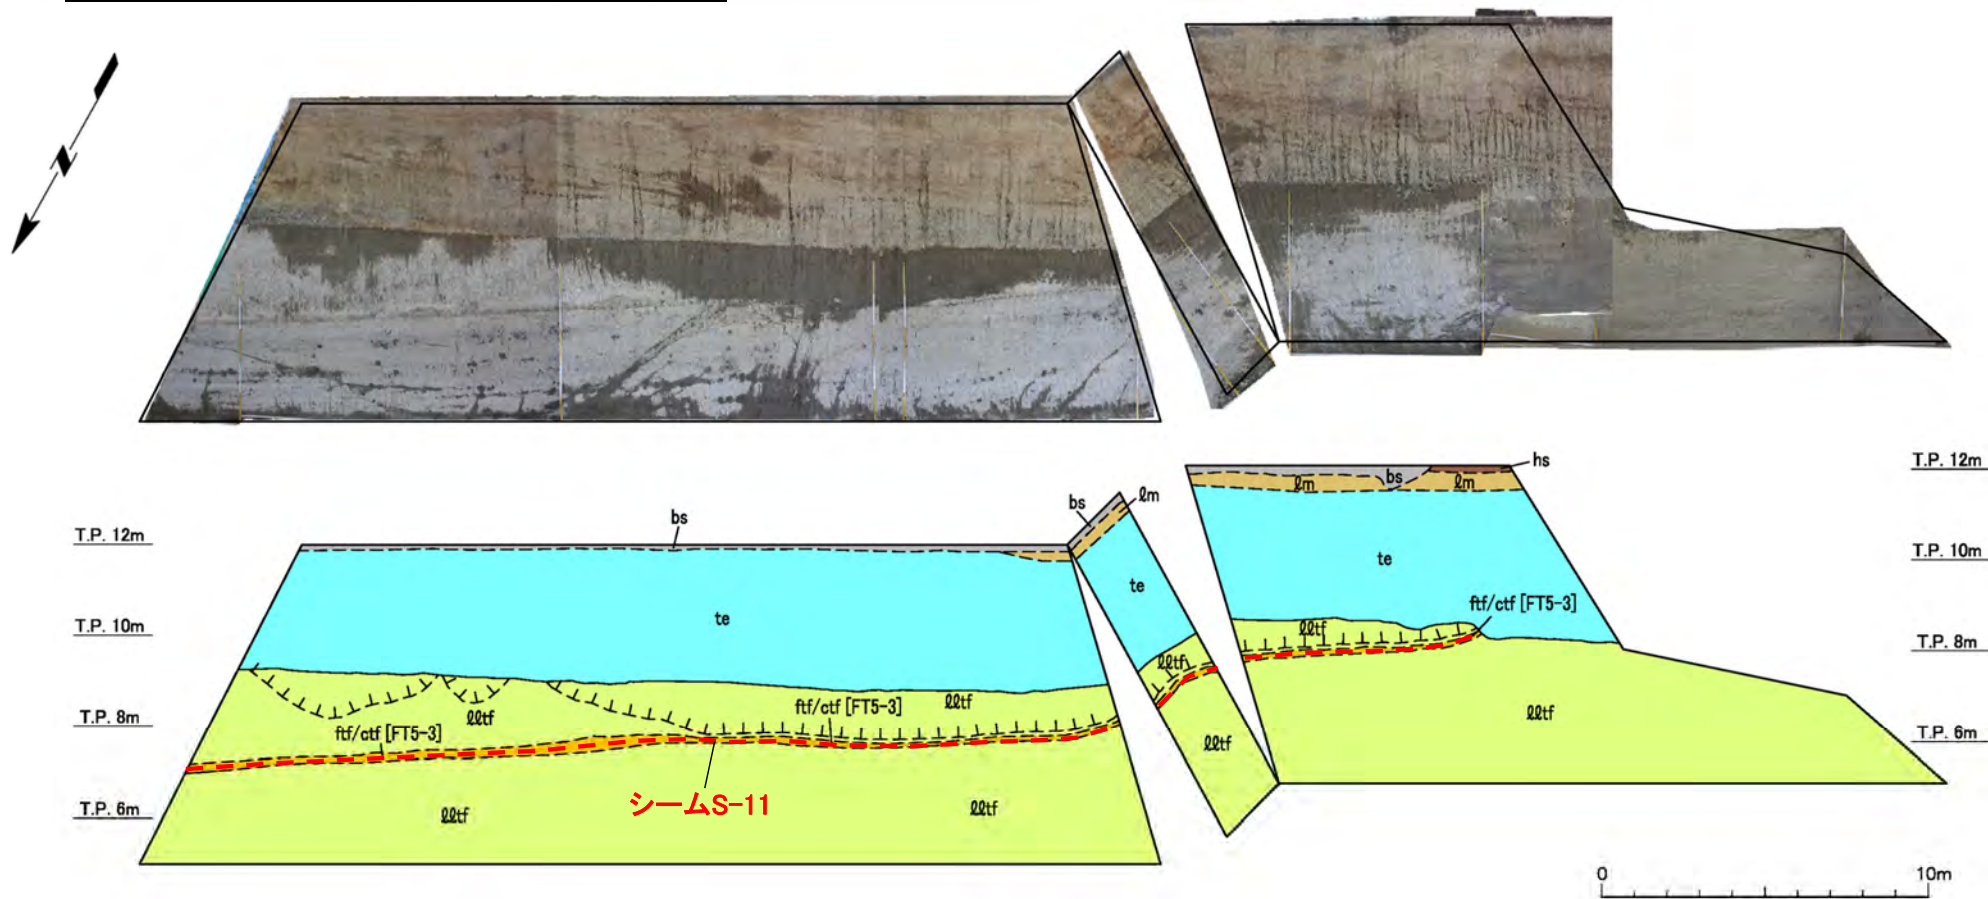 N
hs
T.P. 12m
bs
ℓm
bs
ℓm
T.P. 12m
bs
ℓm
T.P. 12m
te
T.P. 10m
te
te
ftf/ctf [FT5-3]
T.P. 10m
ℓℓtf
T.P. 8m
ℓℓtf
ℓℓtf
ftf/ctf [FT5-3]
ℓℓtf
ℓℓtf
T.P. 8m
ftf/ctf [FT5-3]
ℓℓtf
T.P. 6m
シームS-11
T.P. 6m
ℓℓtf
ℓℓtf
0 10m